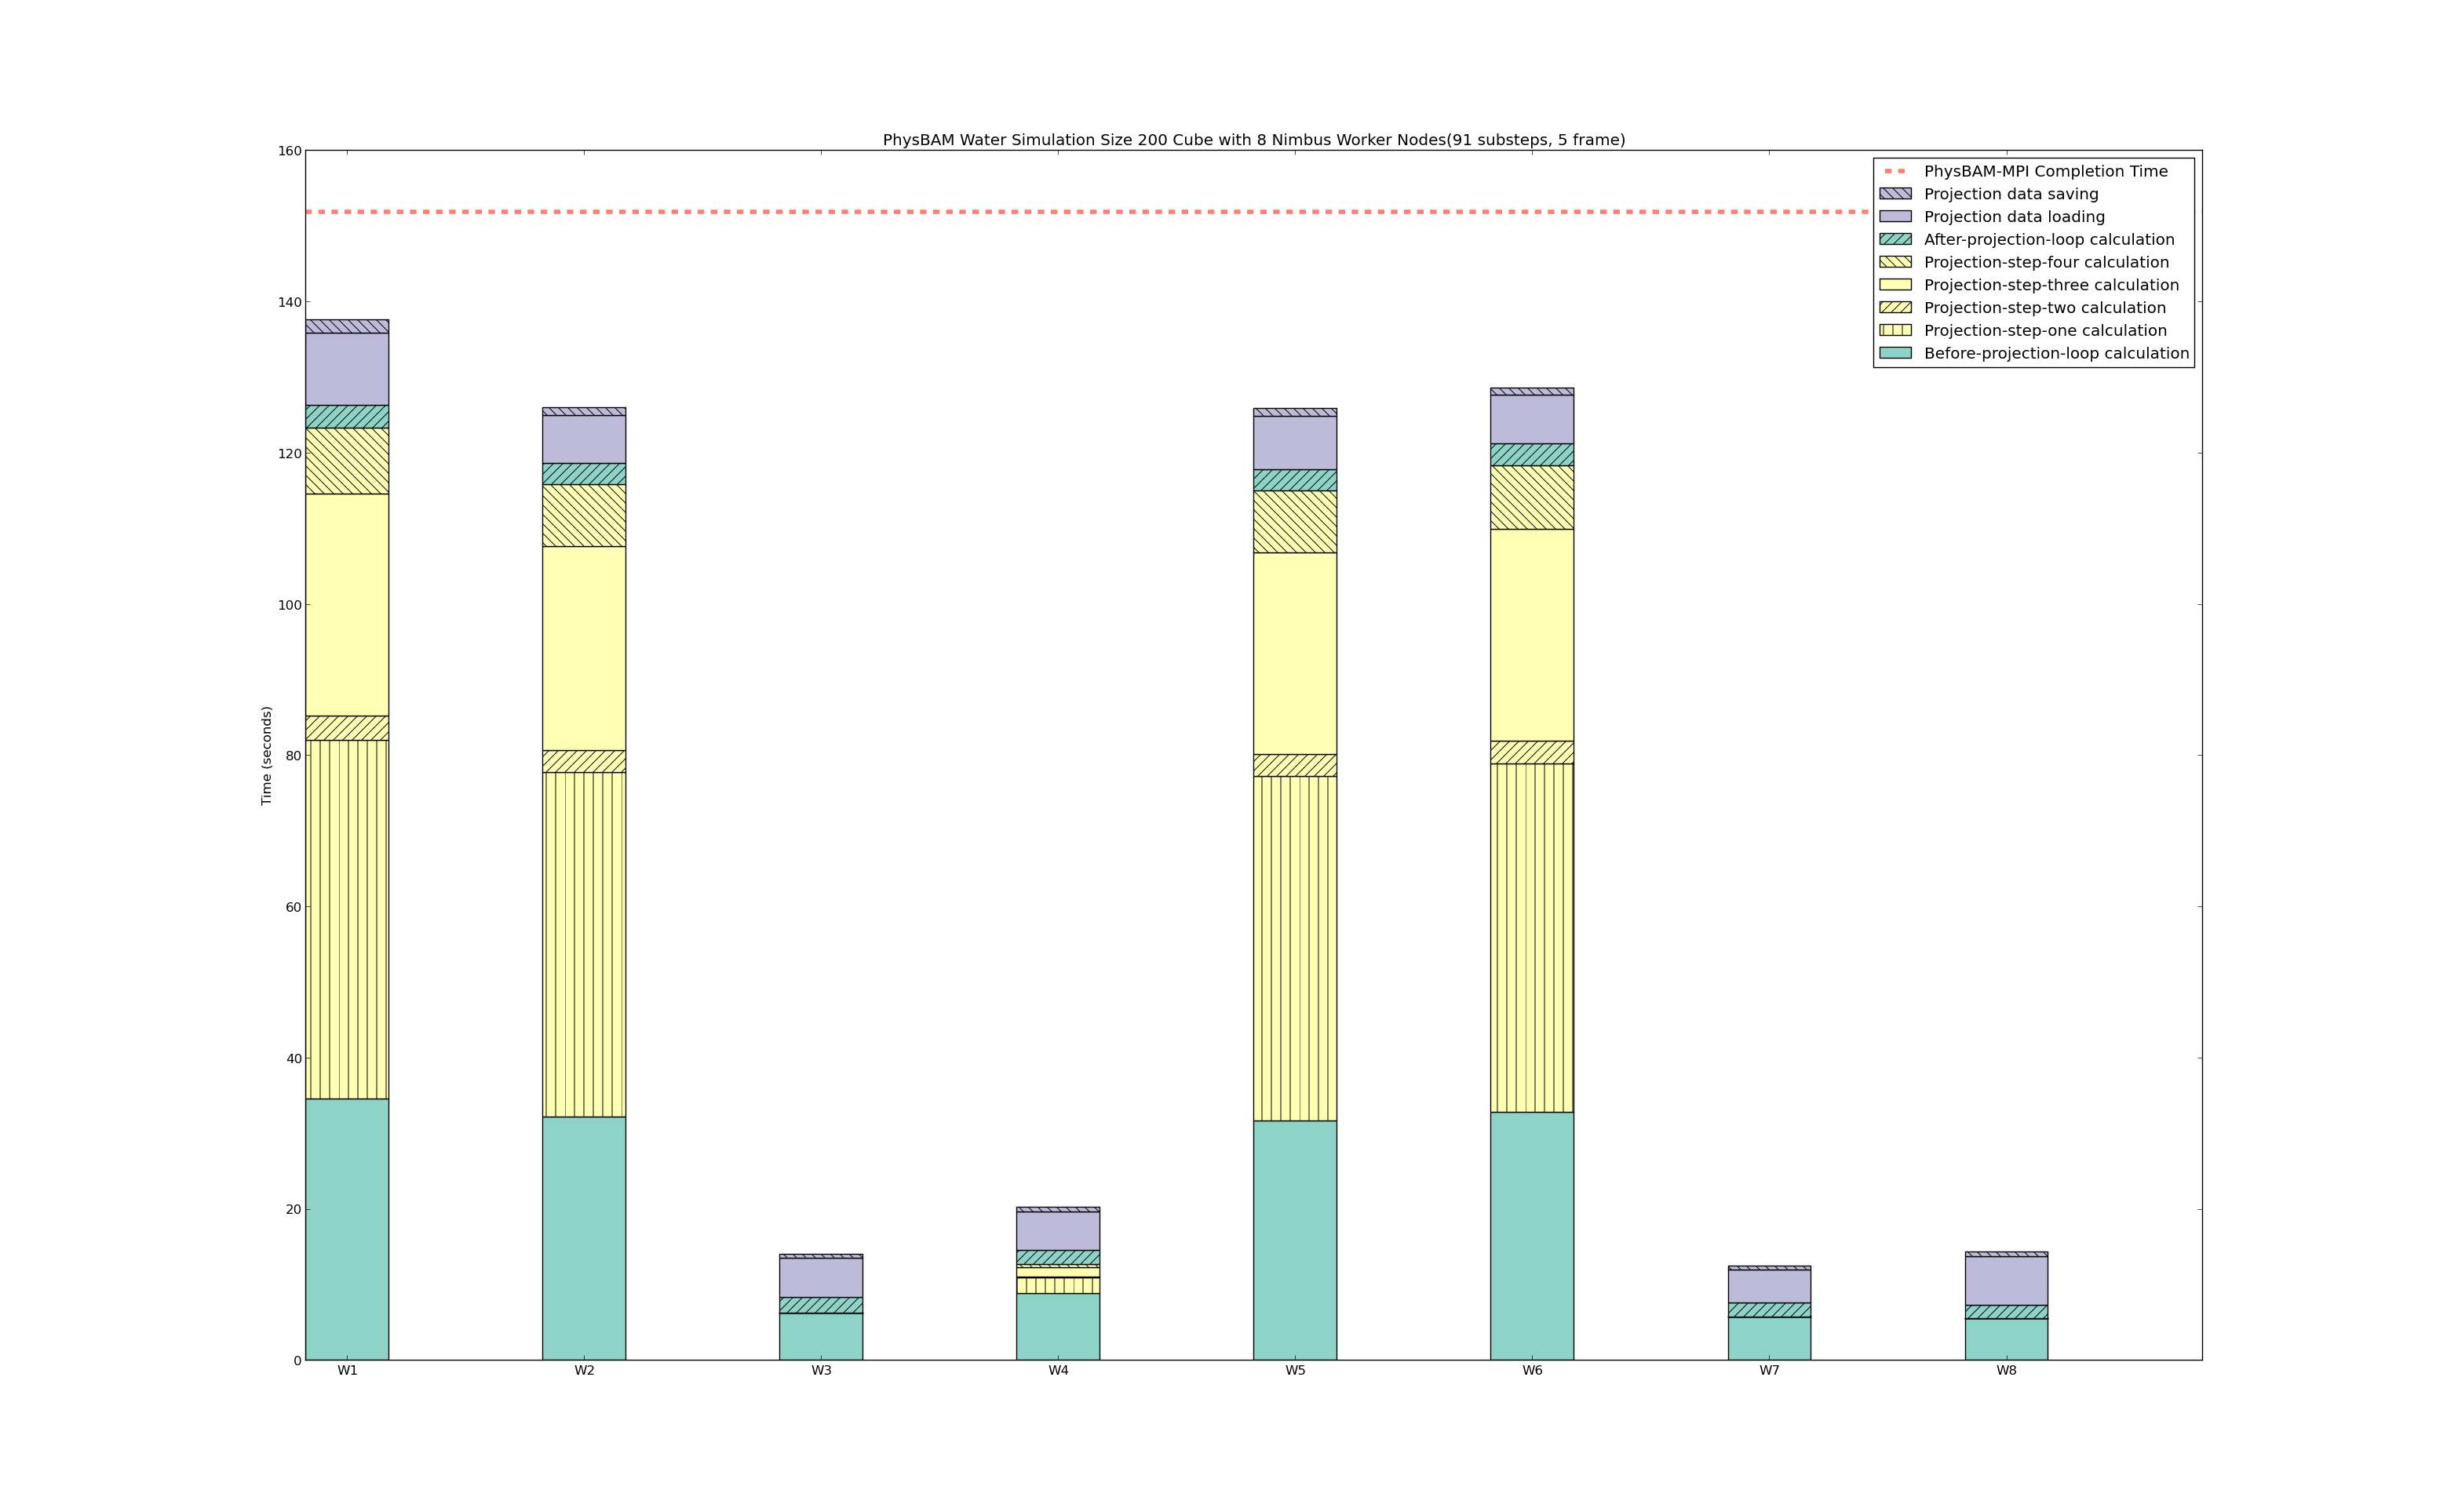 PhysBAM Water Simulation Size 200 Cube with 8 Nimbus Worker Nodes(91 substeps, 5 frame)
160
140
120
100
80
60
40
20
0
Time (seconds)
PhysBAM-MPI Completion Time
Projection data saving
Projection data loading
After-projection-loop calculation
Projection-step-four calculation
Projection-step-three calculation
Projection-step-two calculation
Projection-step-one calculation
Before-projection-loop calculation
W1 W2 W3 W4 W5 W6 W7 W8